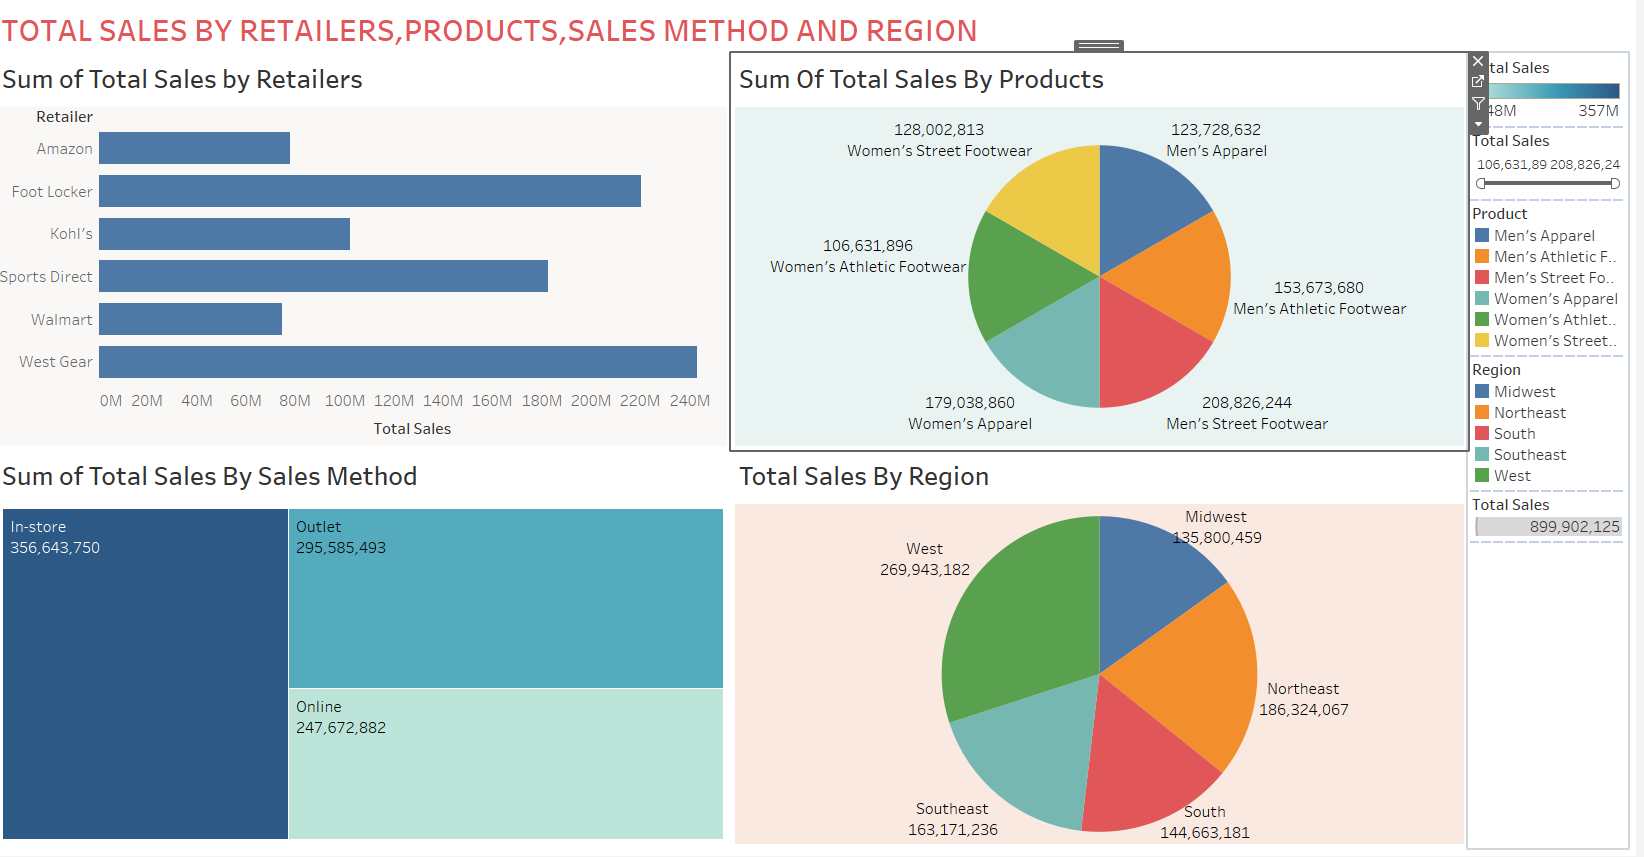 TOTAL SALES BY RETAILERS,PRODUCTS,SALES METHOD AND REGION
Sum of Total Sales by Retailers
Retailer
Amazon
Foot Locker
Kohl's
Sports Direct
Walmart
West Gear
0M 20M 40M 60M 80M 100M 120M 140M 160M 180M 200M 220M 240M
Total Sales
Sum Of Total Sales By Products
128,002,813
Women's Street Footwear
123,728,632
Men's Apparel
106,631,896
Women's Athletic Footwear
153,673,680
Men's Athletic Footwear
179,038,860
Women's Apparel
208,826,244
Men's Street Footwear
Sum of Total Sales By Sales Method
In-store
356,643,750
Outlet
295,585,493
Online
247,672,882
Total Sales By Region
Midwest
135,800,459
West
269,943,182
Northeast
186,324,067
Southeast
163,171,236
South
144,663,181
tal Sales
48M 357M
Total Sales
106,631,89 208,826,24
Product
Men's Apparel
Men's Athletic F..
Men's Street Fo..
Women's Apparel
Women's Athlet..
Women's Street..
Region
Midwest
Northeast
South
Southeast
West
Total Sales
899,902,125